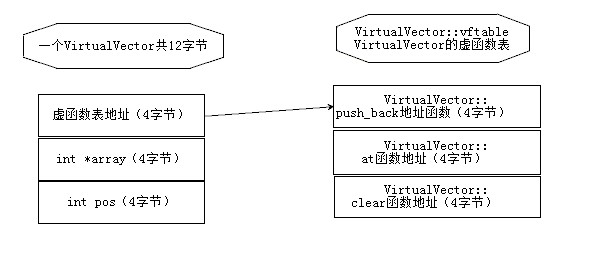 一个VirtualVector共12字节
VirtualVector::vftable
VirtualVector的虚函数表
虚函数表地址（4字节）
int *array（4字节）
int pos（4字节）
VirtualVector::
push_back地址函数（4字节）
VirtualVector::
at函数地址（4字节）
VirtualVector::
clear函数地址（4字节）